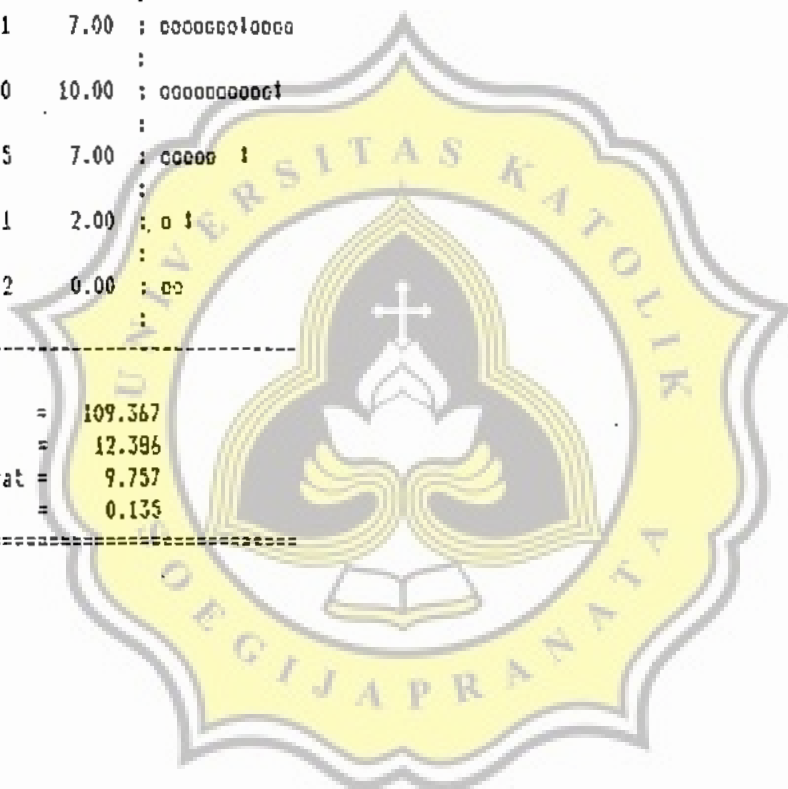 1 7.00 : ooooooo!oooo
:
0 10.00 : oooooooooo!
:
5 7.00 : ooooo !
:
1 2.00 : o !
:
2 0.00 : oo
:
= 109.367
= 12.386
at = 9.757
= 0.135
UNIVERSITAS KATOLIK
SOEGIJAPRANATA